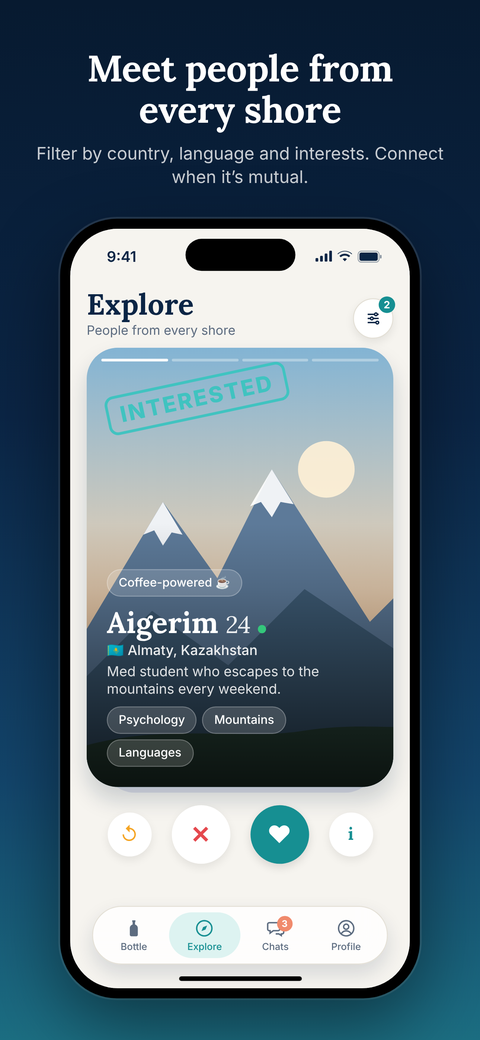 Meet people from
every shore
Filter by country, language and interests. Connect
when it’s mutual.
9:41
Explore
2
People from every shore
INTERESTED
Coffee-powered ☕
Aigerim 24
🇰🇿 Almaty, Kazakhstan
Med student who escapes to the
mountains every weekend.
Psychology Mountains
Languages
i
3
Bottle Explore Chats Profile